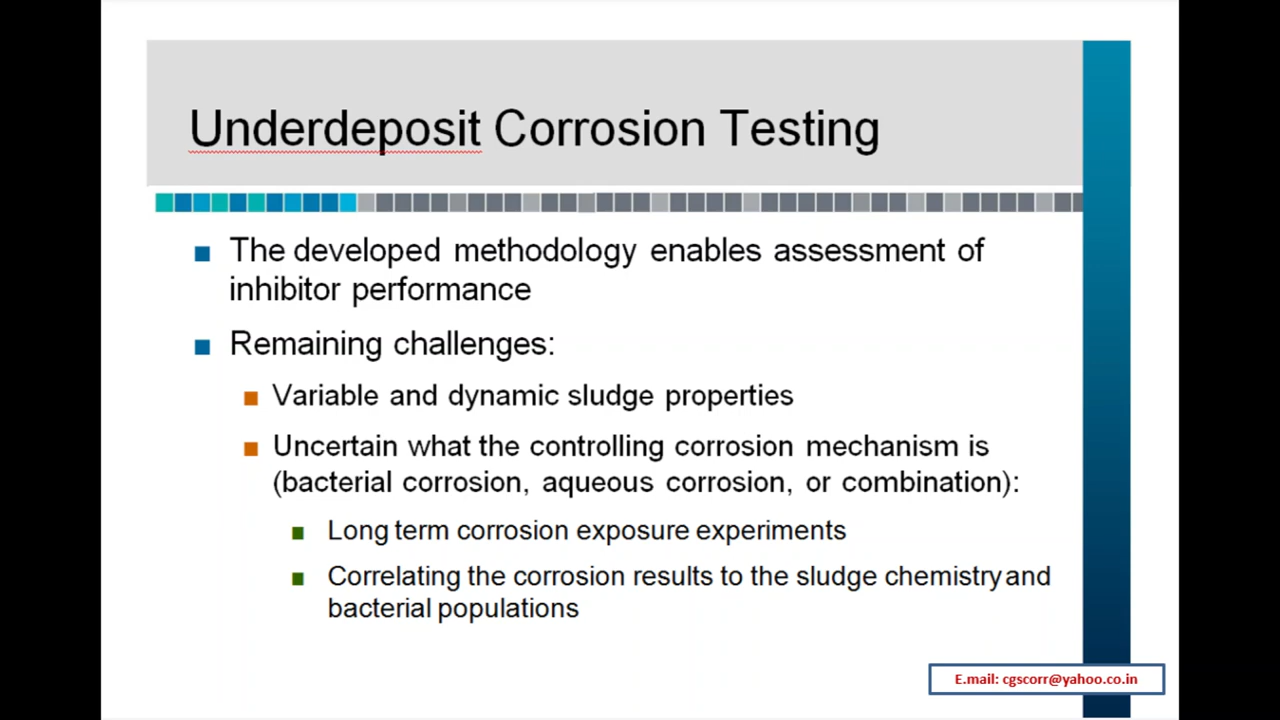 Underdeposit Corrosion Testing
The developed methodology enables assessment of
inhibitor performance
Remaining challenges:
Variable and dynamic sludge properties
Uncertain what the controlling corrosion mechanism is
(bacterial corrosion, aqueous corrosion, or combination):
Long term corrosion exposure experiments
Correlating the corrosion results to the sludge chemistry and
bacterial populations
E.mail: cgscorr@yahoo.co.in